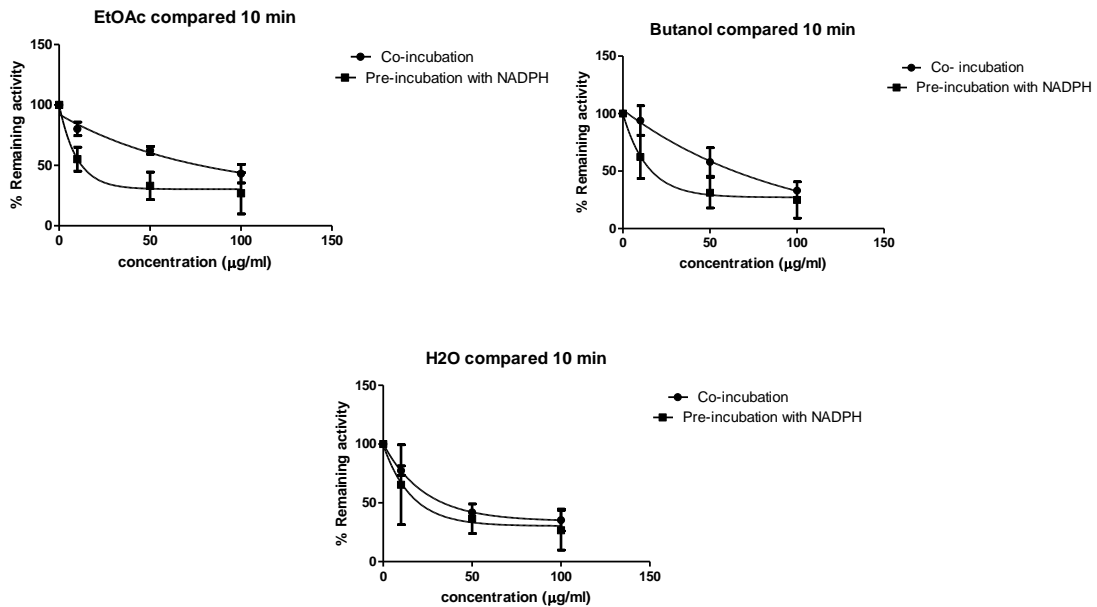 EtOAc compared 10 min
150
100
50
0
% Remaining activity
0 50 100 150
concentration (μg/ml)
Co-incubation
Pre-incubation with NADPH
Butanol compared 10 min
150
100
50
0
% Remaining activity
0 50 100 150
concentration (μg/ml)
Co- incubation
Pre-incubation with NADPH
H2O compared 10 min
150
100
50
0
% Remaining activity
0 50 100 150
concentration (μg/ml)
Co-incubation
Pre-incubation with NADPH